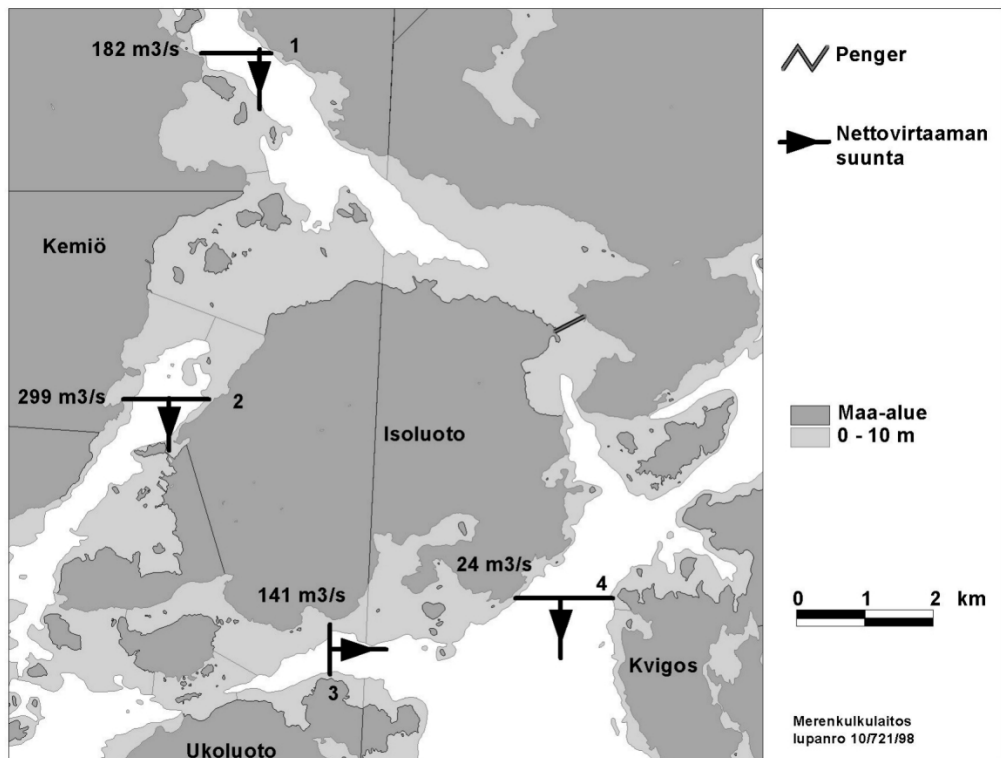 182 m3/s
1
Kemiö
299 m3/s
2
Isoluoto
141 m3/s
24 m3/s
4
3
Kvigos
Ukoluoto
Penger
Nettovirtaaman
suunta
Maa-alue
0 - 10 m
0 1 2 km
Merenkulkulaitos
lupanro 10/721/98